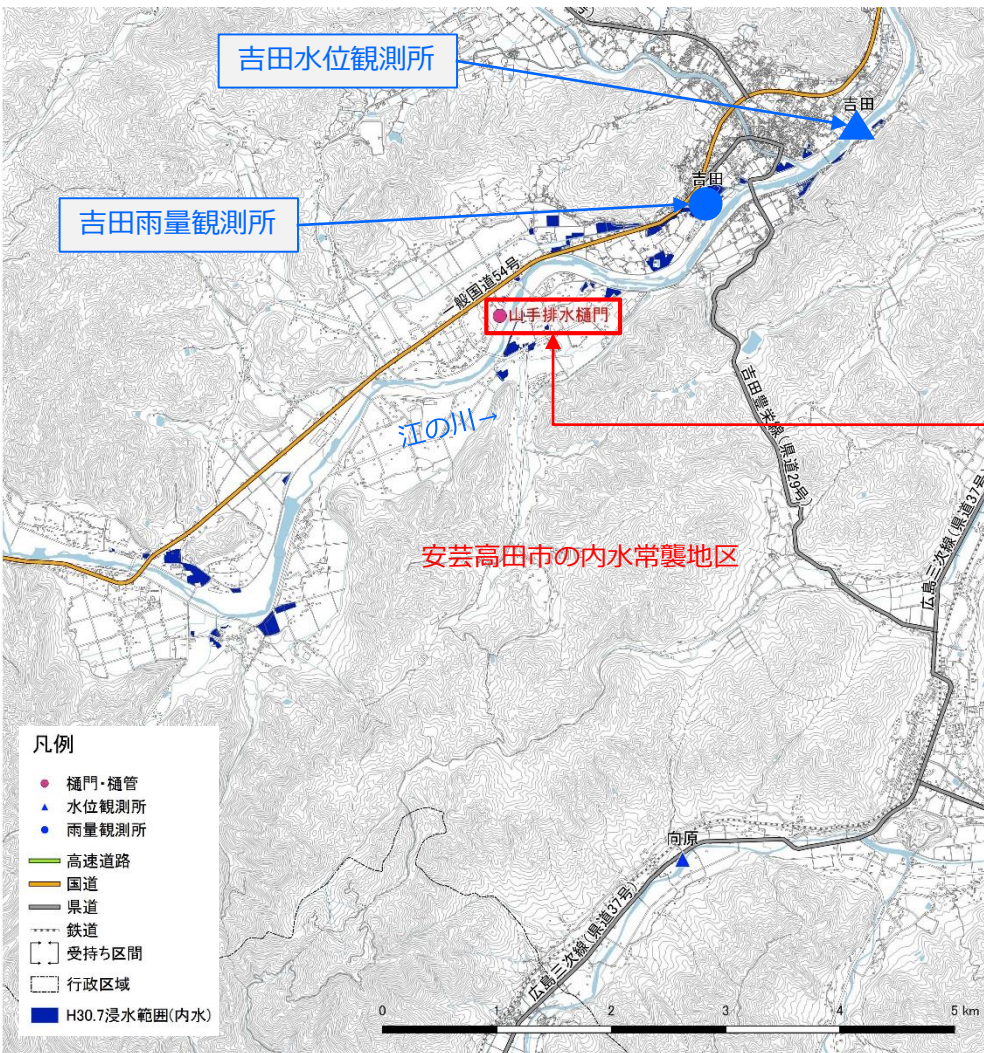 吉田水位観測所
吉田
吉田
吉田雨量観測所
一般国道54号
山手排水樋門
吉田豊栄線(県道29号)
江の川→
広島三次線(県道37号)
安芸高田市の内水常襲地区
凡例
樋門・樋管
水位観測所
雨量観測所
高速道路
国道
県道
鉄道
受持ち区間
行政区域
H30.7浸水範囲(内水)
向原
広島三次線(県道37号)
0 1 2 3 4 5 km